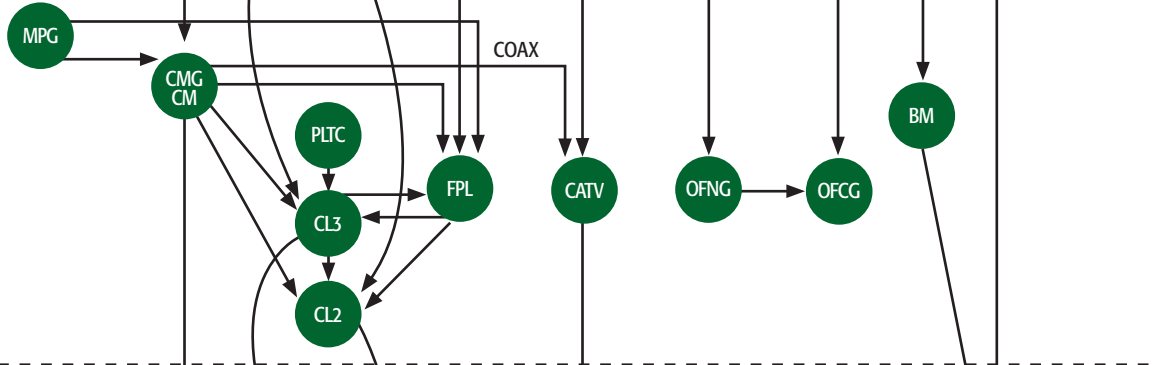 MPG
COAX
CMG
CM
PLTC
BM
FPL
CATV
OFNG
OFCG
CL3
CL2